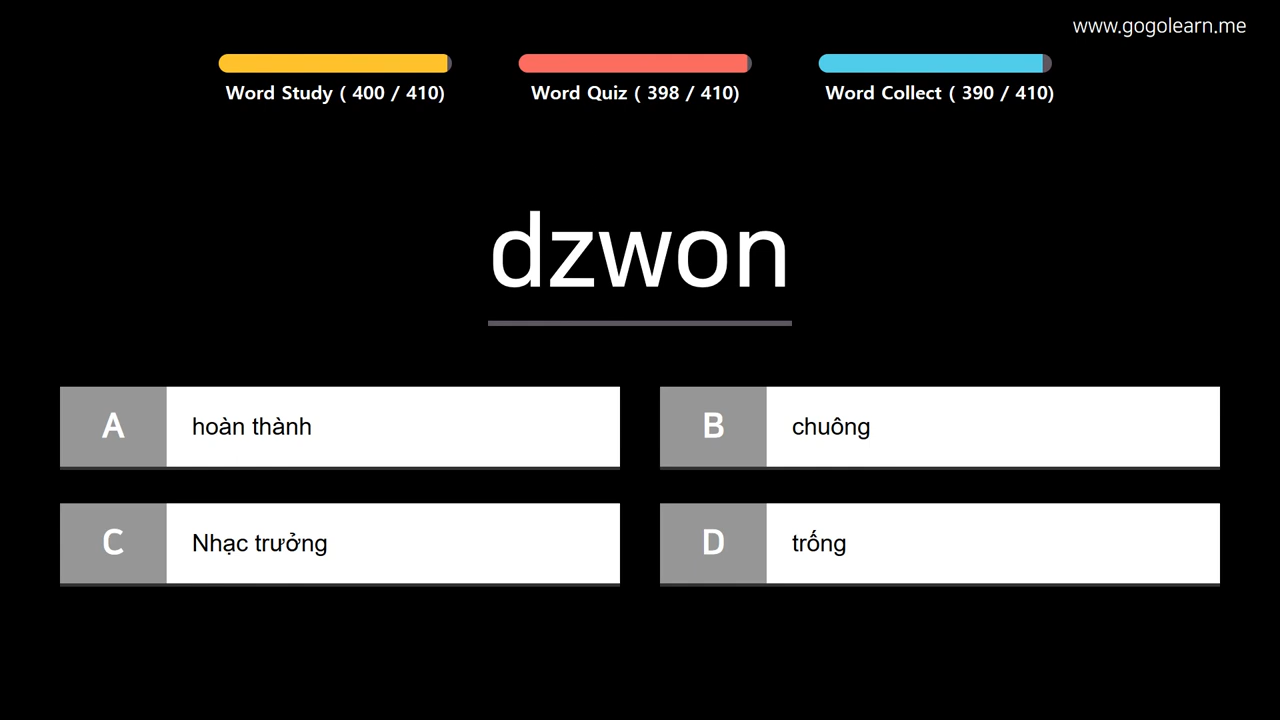 www.gogolearn.me
Word Study ( 400 / 410)
Word Quiz ( 398 / 410)
Word Collect ( 390 / 410)
dzwon
A hoàn thành
B chuông
C Nhạc trưởng
D trống